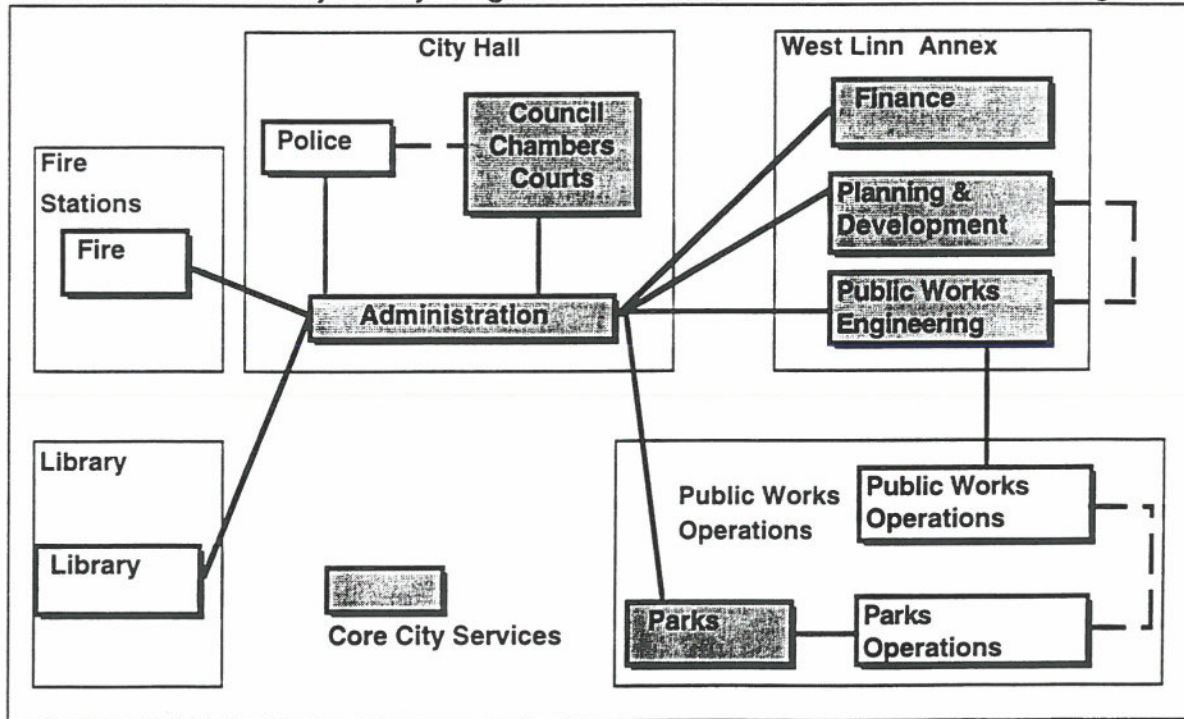 City Hall
West Linn Annex
Finance
Council
Chambers
Courts
Police
Fire
Stations
Fire
Planning &
Development
Public Works
Engineering
Administration
Library
Library
Public Works
Operations
Public Works
Operations
Parks
Parks
Operations
Core City Services